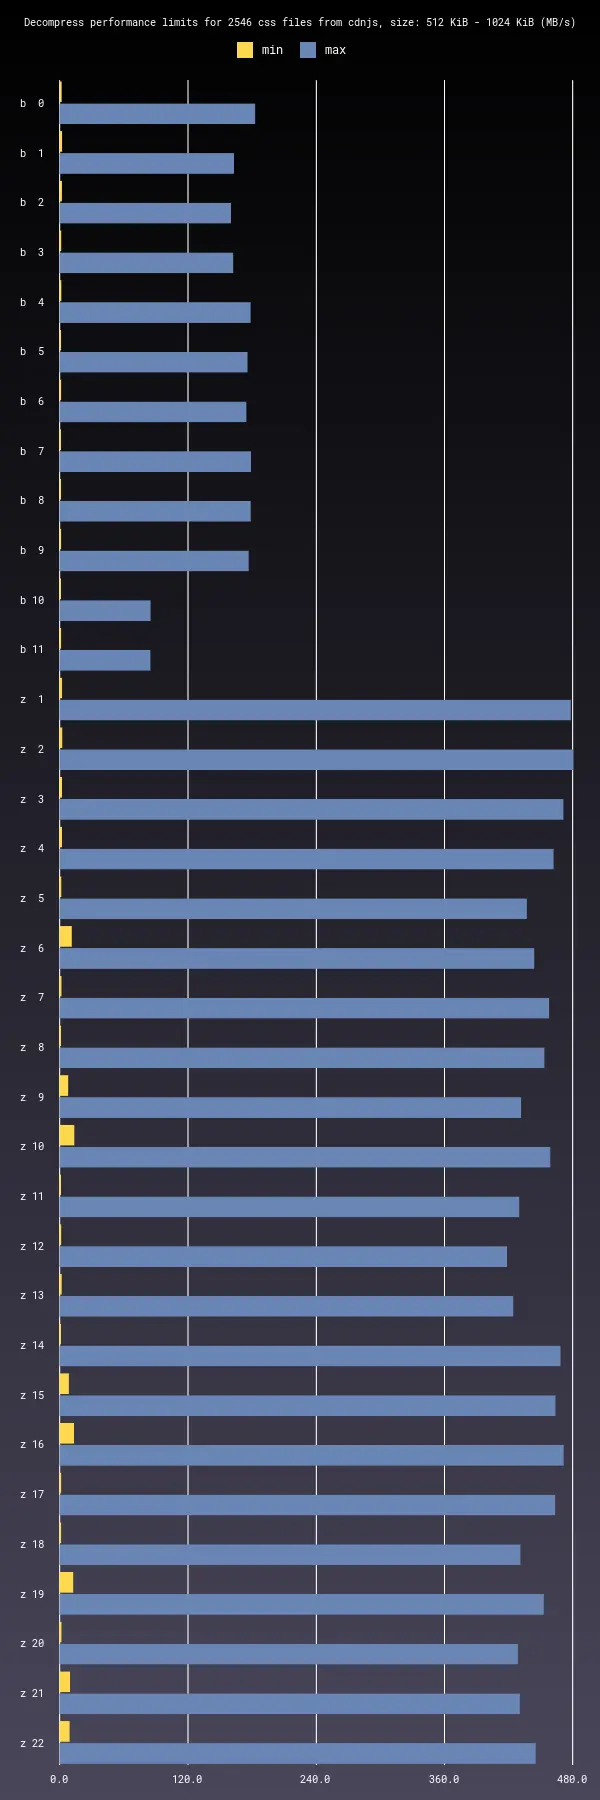 Decompress performance limits for 2546 css files from cdnjs, size: 512 KiB - 1024 KiB (MB/s)
min max
b 0
b 1
b 2
b 3
b 4
b 5
b 6
b 7
b 8
b 9
b 10
b 11
z 1
z 2
z 3
z 4
z 5
z 6
z 7
z 8
z 9
z 10
z 11
z 12
z 13
z 14
z 15
z 16
z 17
z 18
z 19
z 20
z 21
z 22
0.0 120.0 240.0 360.0 480.0